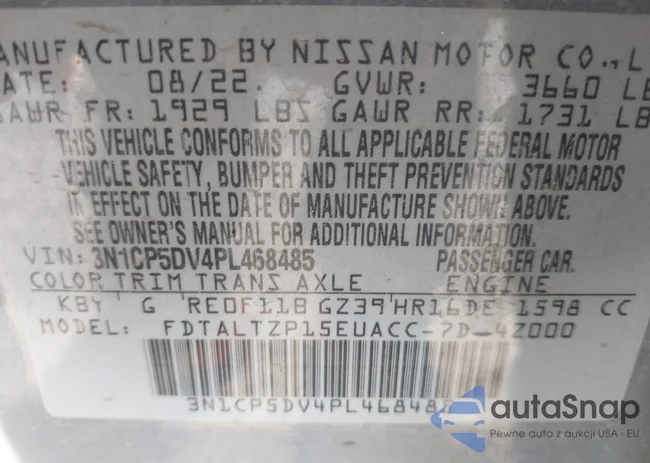 ANUFACTURED BY NISSAN MOTOR CO., L
ATE: 08/22 GVWR: 3660 LB
GAWR FR: 1929 LBS GAWR RR: 1731 LB
THIS VEHICLE CONFORMS TO ALL APPLICABLE FEDERAL MOTOR
VEHICLE SAFETY, BUMPER AND THEFT PREVENTION STANDARDS
IN EFFECT ON THE DATE OF MANUFACTURE SHOWN ABOVE.
SEE OWNER'S MANUAL FOR ADDITIONAL INFORMATION.
VIN: 3N1CP5DV4PL468485 PASSENGER CAR.
COLOR TRIM TRANS AXLE ENGINE
KBY G RE0F11B GZ39 HR16DE 1598 CC
MODEL: FDTALTZP15EUACC-7D-4Z000
3N1CP5DV4PL468485
autoSnap
Pewne auto z aukcji USA i EU